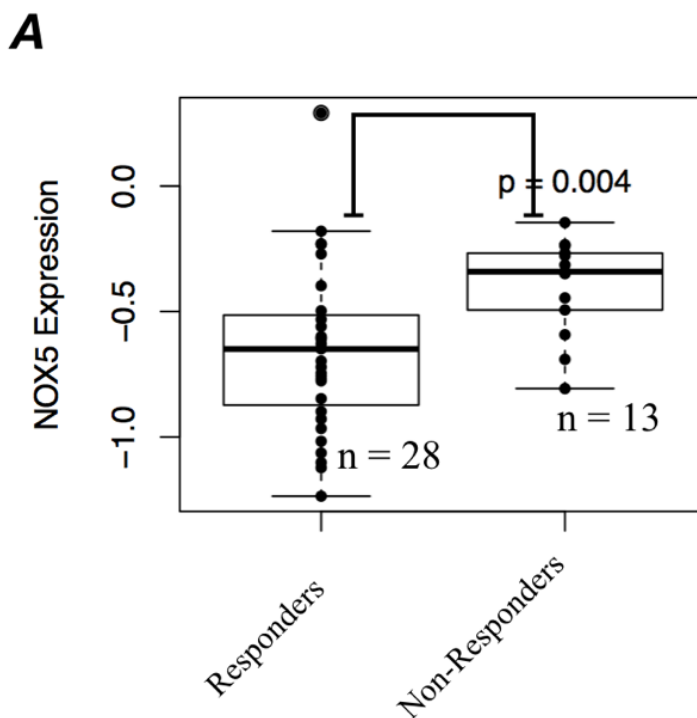 A
NOX5 Expression
0.0
−0.5
−1.0
p = 0.004
n = 28
n = 13
Responders
Non-Responders